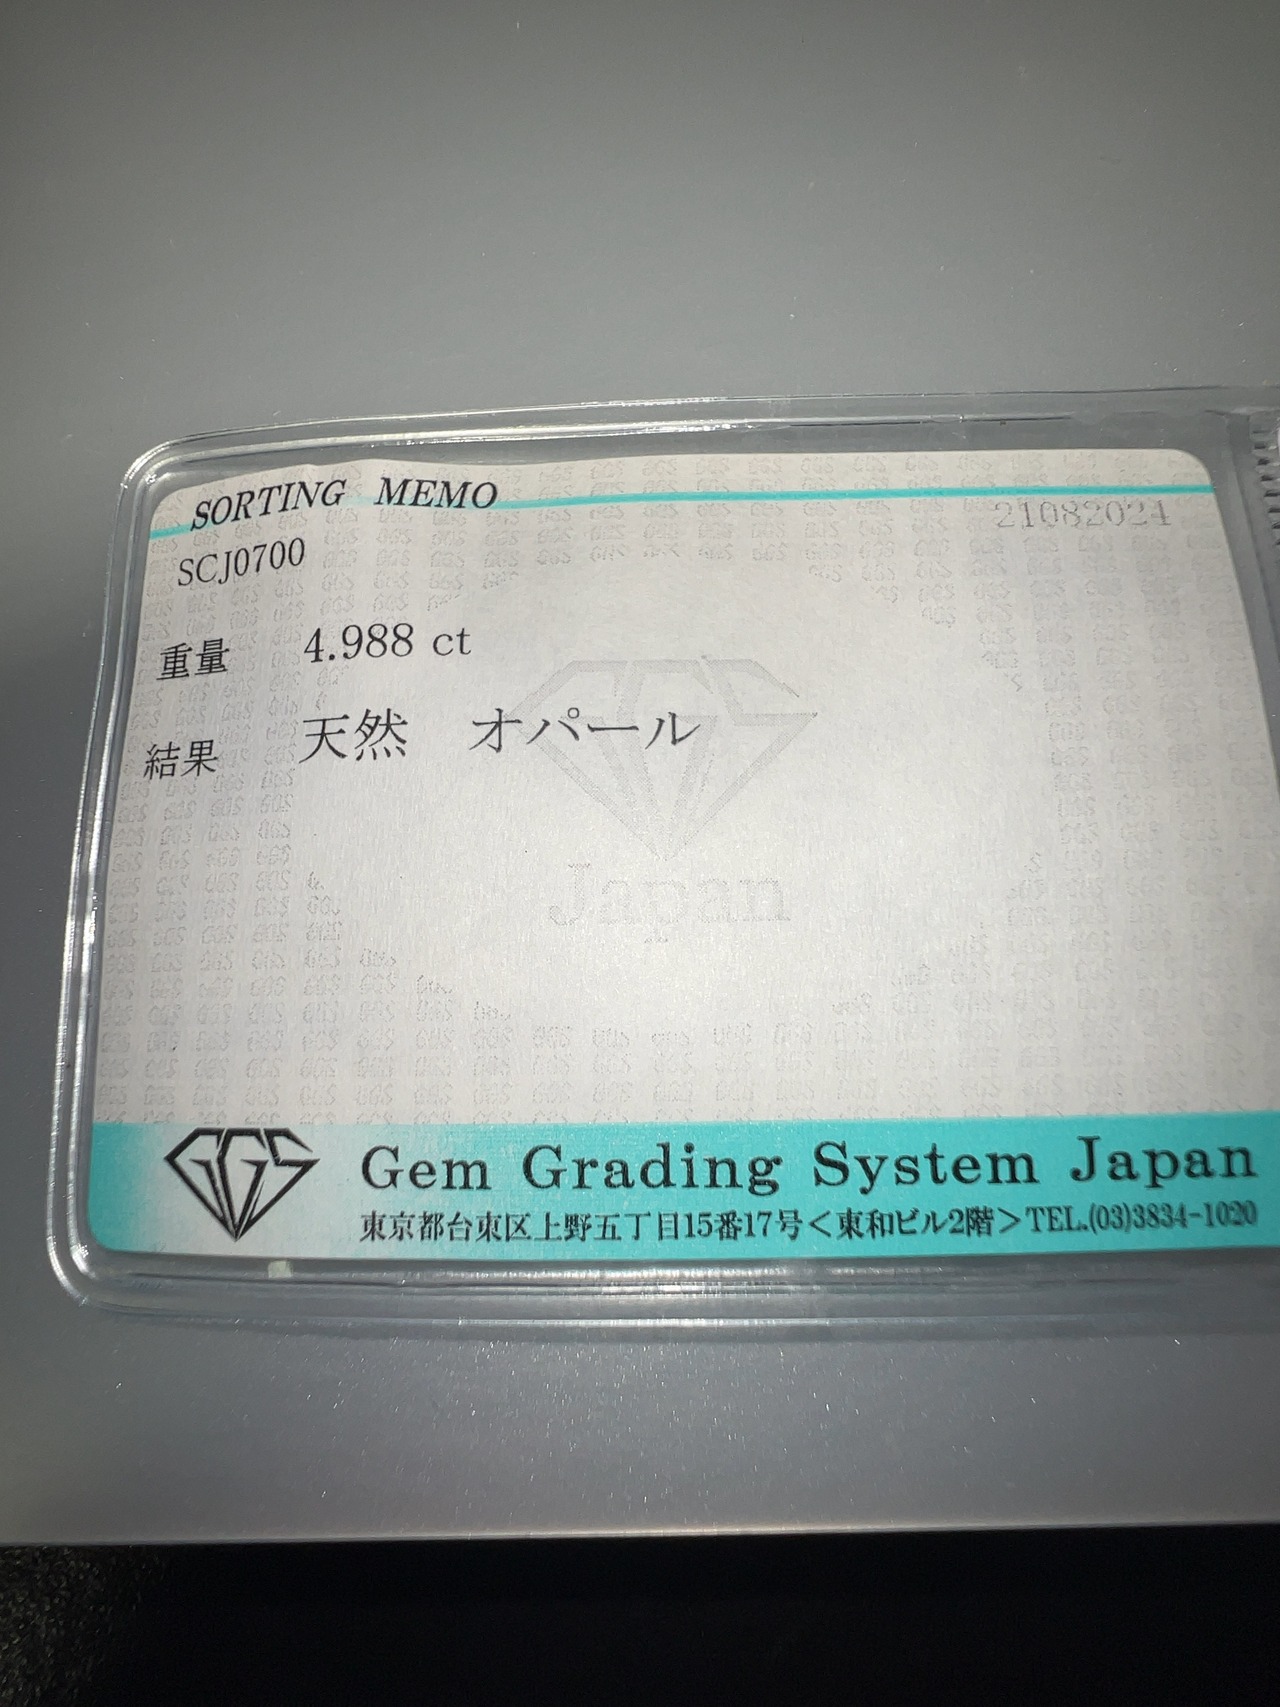 SORTING MEMO
21082024
SCJ0700
重量 4.988 ct
結果 天然 オパール
GGS
Japan
GGS
Gem Grading System Japan
東京都台東区上野五丁目15番17号＜東和ビル2階＞TEL.(03)3834-1020